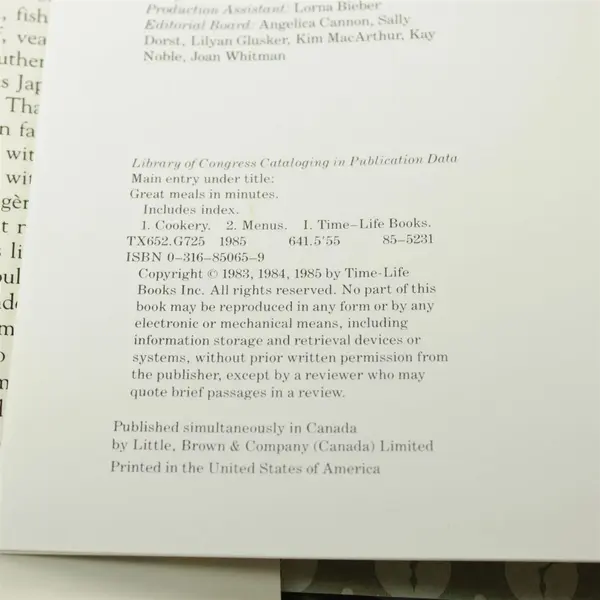 Production Assistant: Lorna Bieber
Editorial Board: Angelica Cannon, Sally
Dorst, Lilyan Glusker, Kim MacArthur, Kay
Noble, Joan Whitman
Library of Congress Cataloging in Publication Data
Main entry under title:
Great meals in minutes.
Includes index.
1. Cookery. 2. Menus. I. Time-Life Books.
TX652.G725 1985 641.5'55 85-5231
ISBN 0-316-85065-9
Copyright © 1983, 1984, 1985 by Time-Life
Books Inc. All rights reserved. No part of this
book may be reproduced in any form or by any
electronic or mechanical means, including
information storage and retrieval devices or
systems, without prior written permission from
the publisher, except by a reviewer who may
quote brief passages in a review.
Published simultaneously in Canada
by Little, Brown & Company (Canada) Limited
Printed in the United States of America